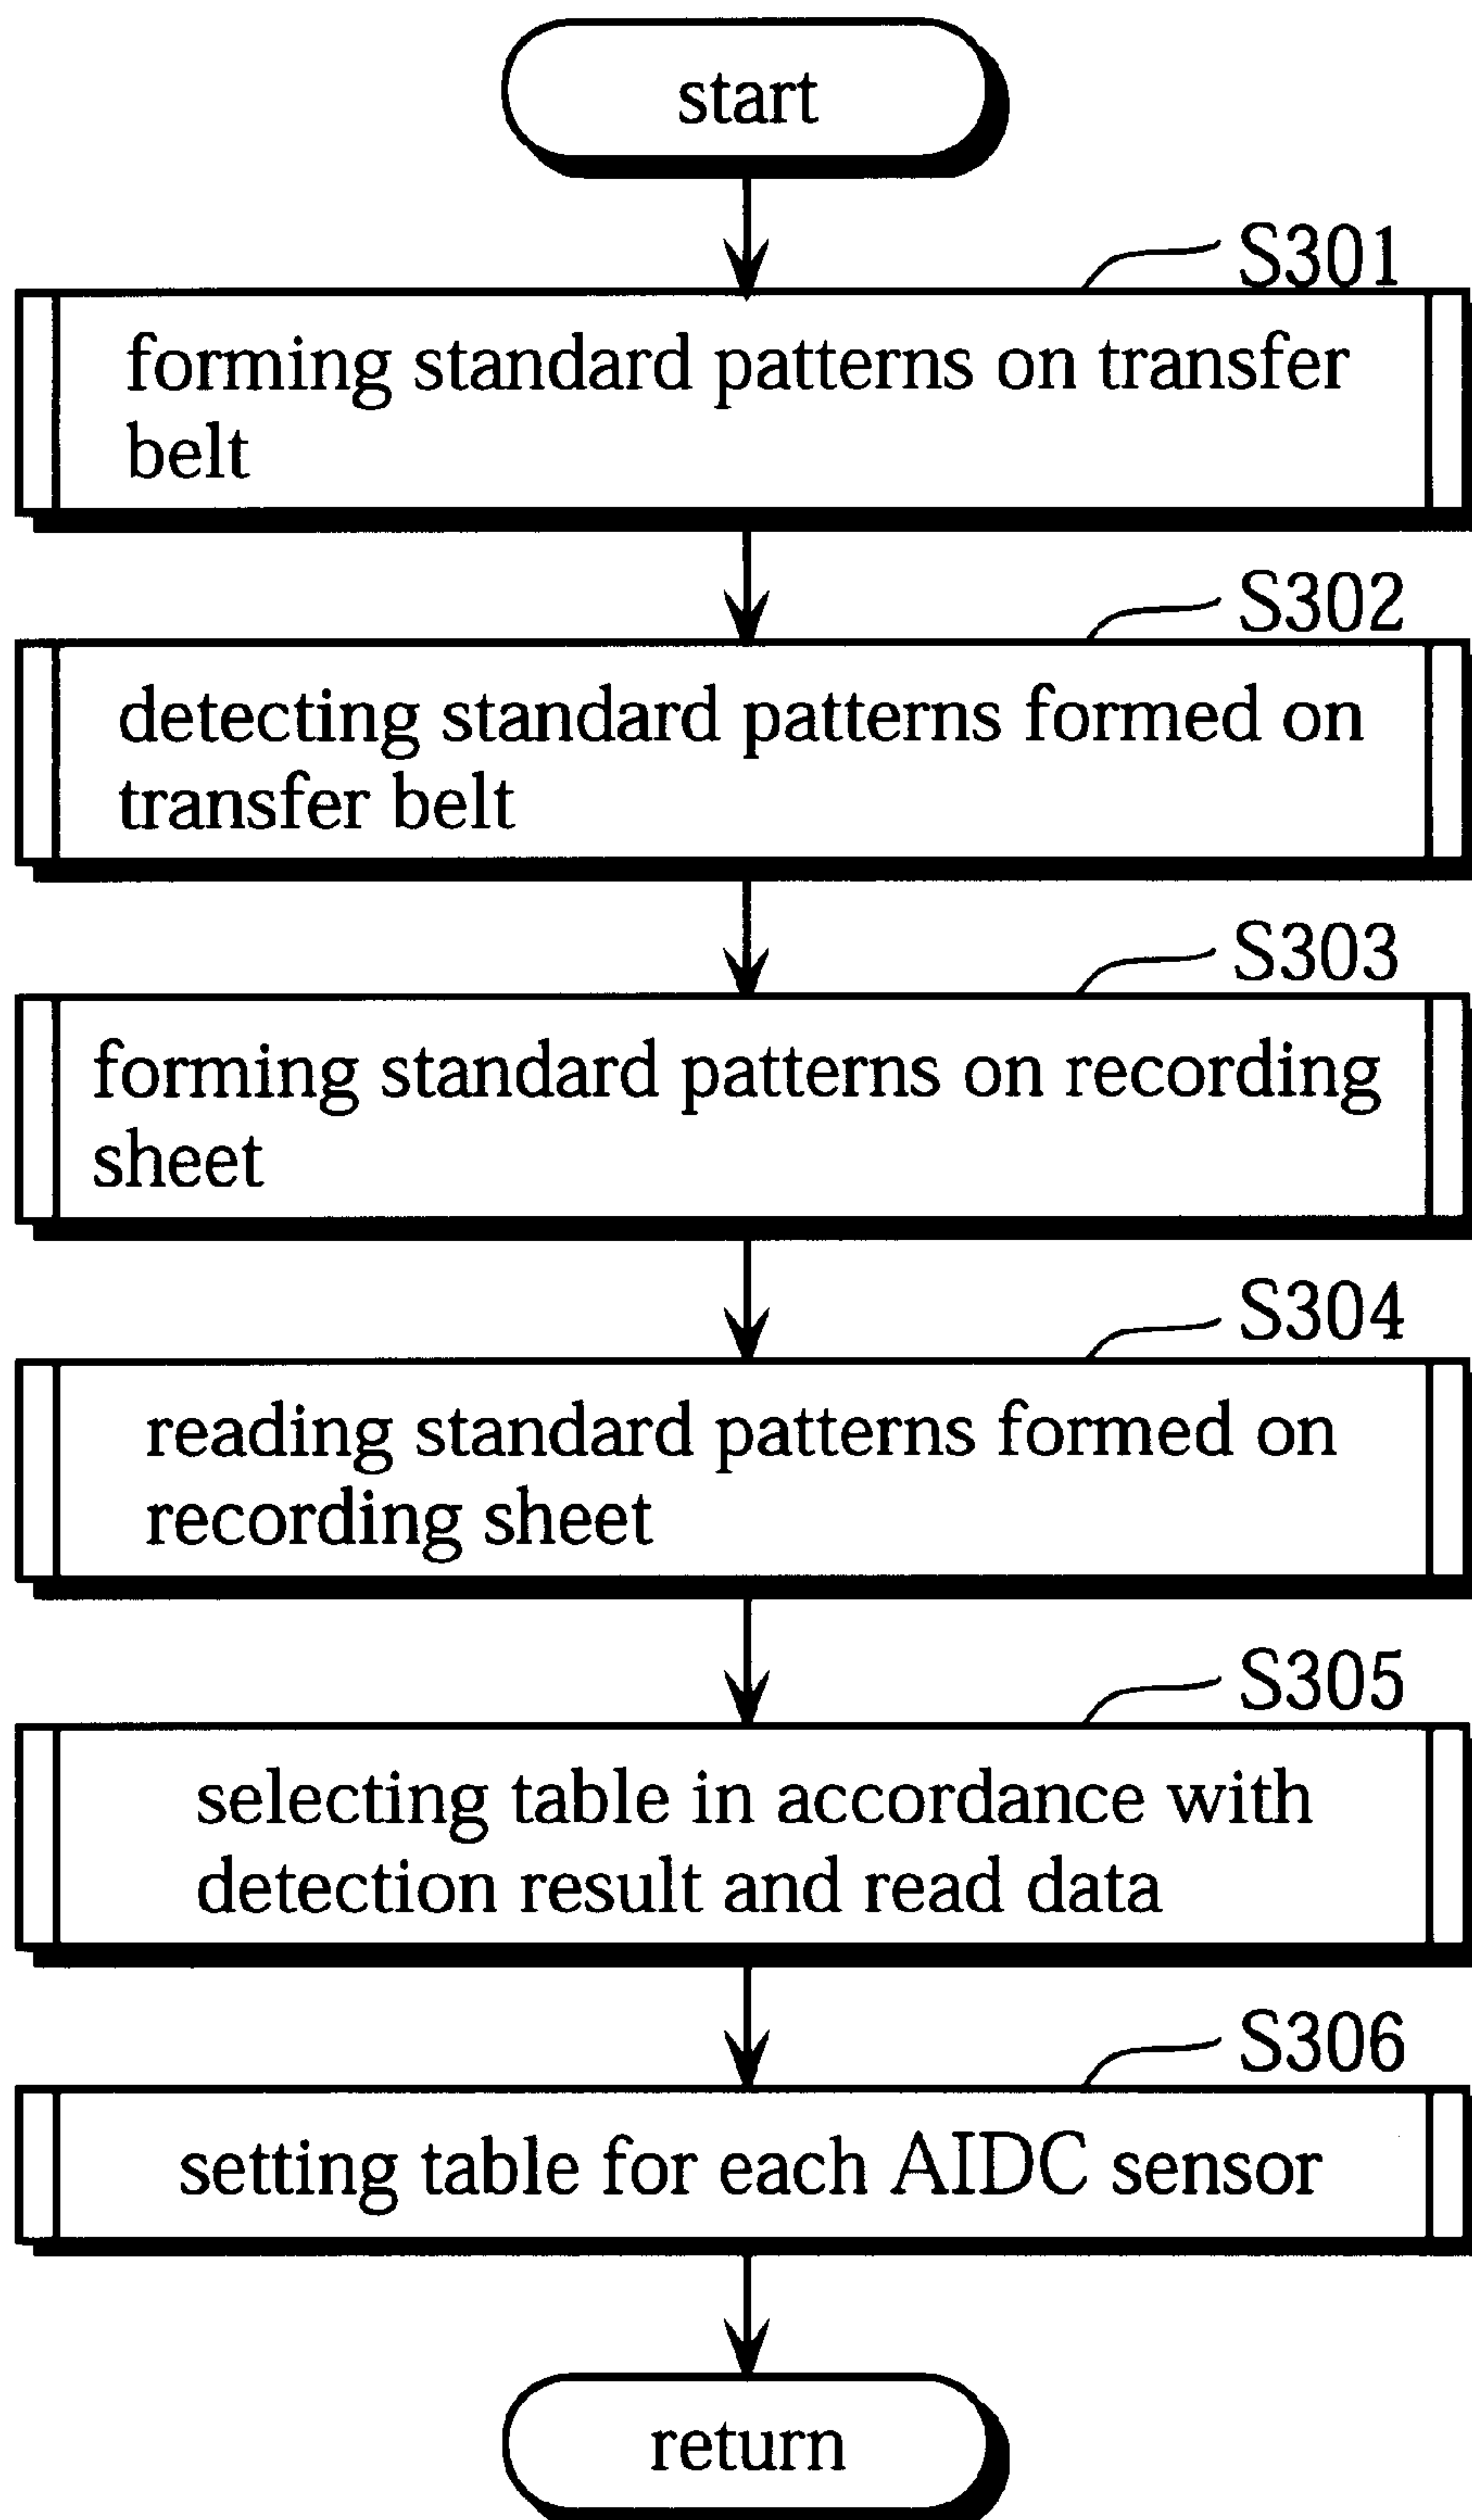 start
S301
forming standard patterns on transfer
belt
S302
detecting standard patterns formed on
transfer belt
S303
forming standard patterns on recording
sheet
S304
reading standard patterns formed on
recording sheet
S305
selecting table in accordance with
detection result and read data
S306
setting table for each AIDC sensor
return